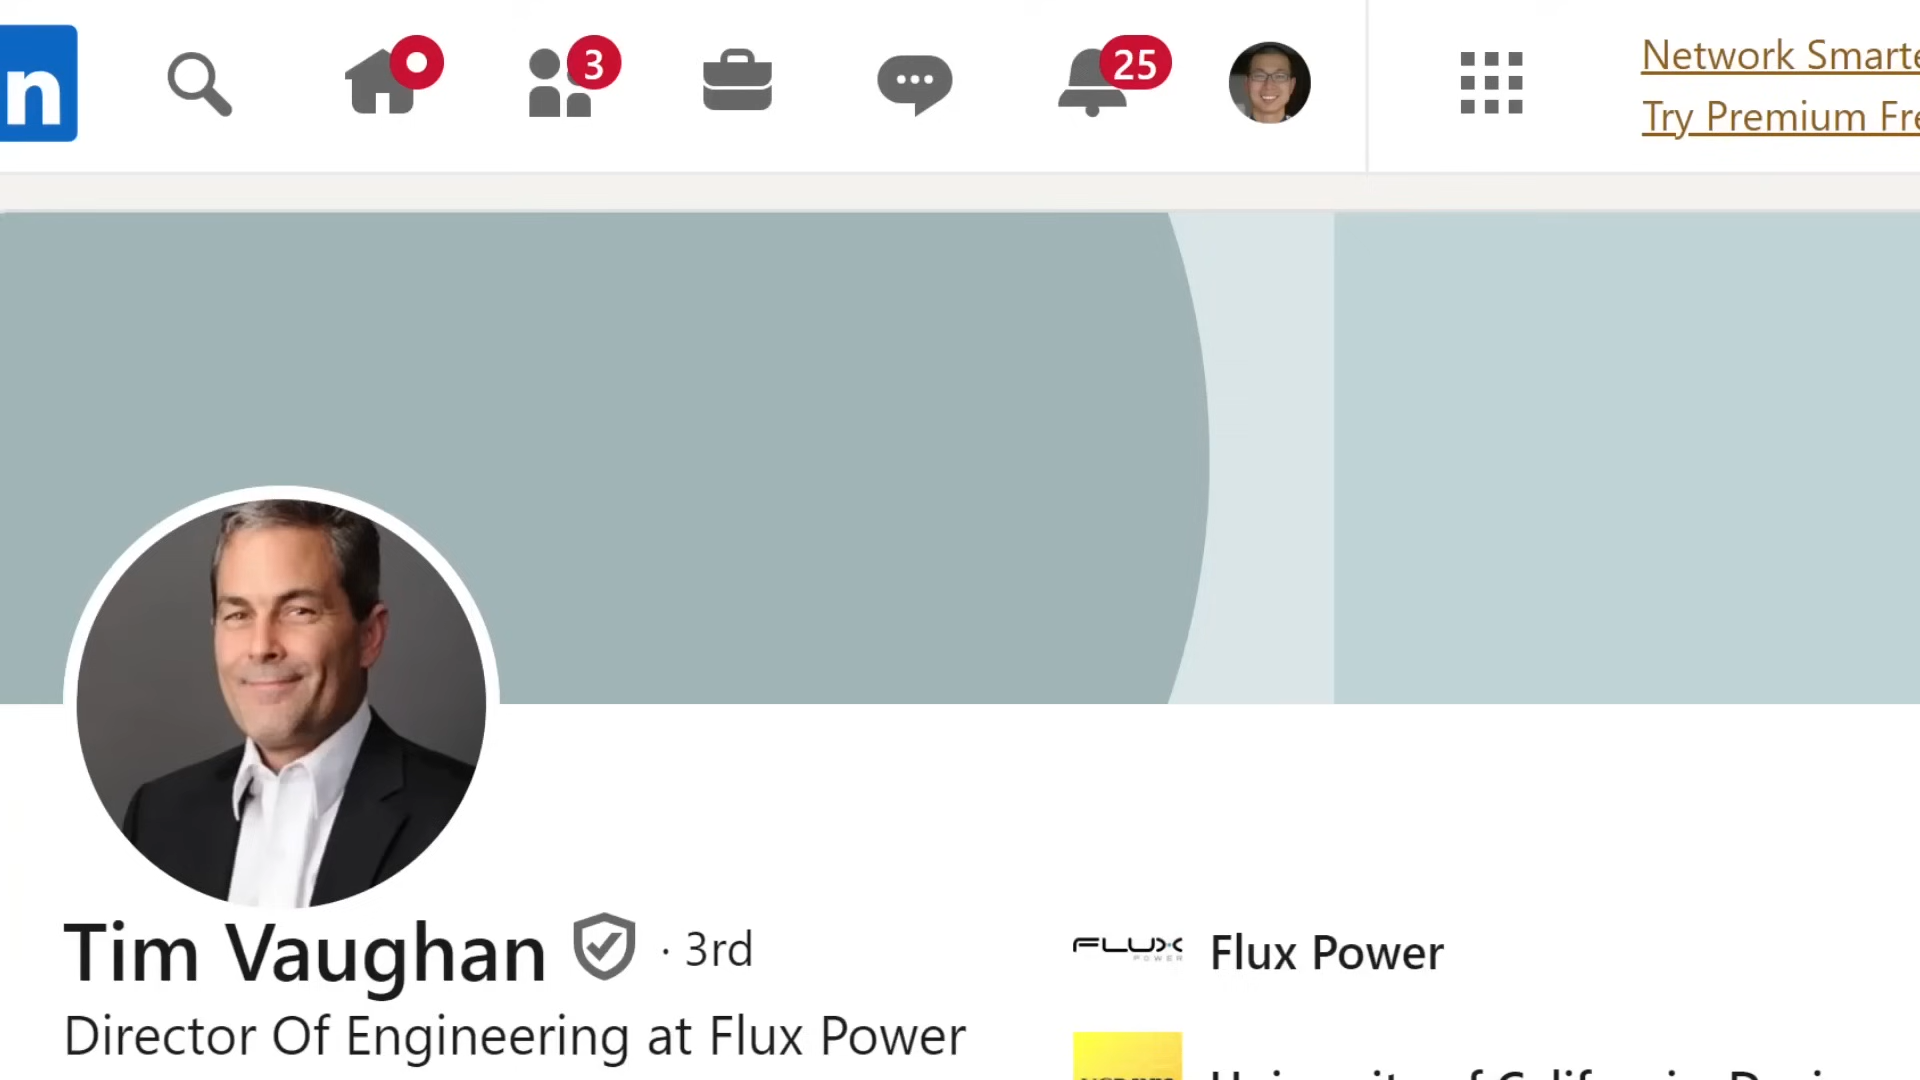 n
3
25
Network Smarte
Try Premium Fre
Tim Vaughan · 3rd
Director Of Engineering at Flux Power
FLUX
POWER
Flux Power